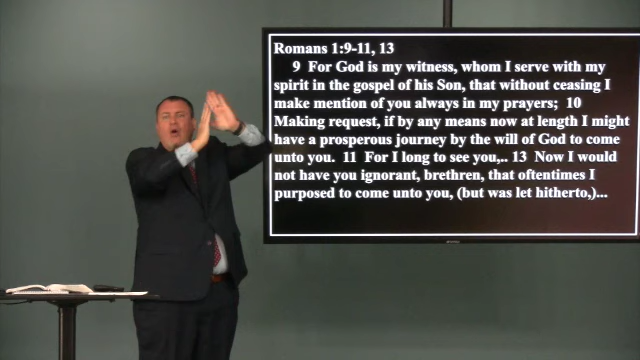 Romans 1:9-11, 13
9 For God is my witness, whom I serve with my
spirit in the gospel of his Son, that without ceasing I
make mention of you always in my prayers; 10
Making request, if by any means now at length I might
have a prosperous journey by the will of God to come
unto you. 11 For I long to see you,.. 13 Now I would
not have you ignorant, brethren, that oftentimes I
purposed to come unto you, (but was let hitherto,)...